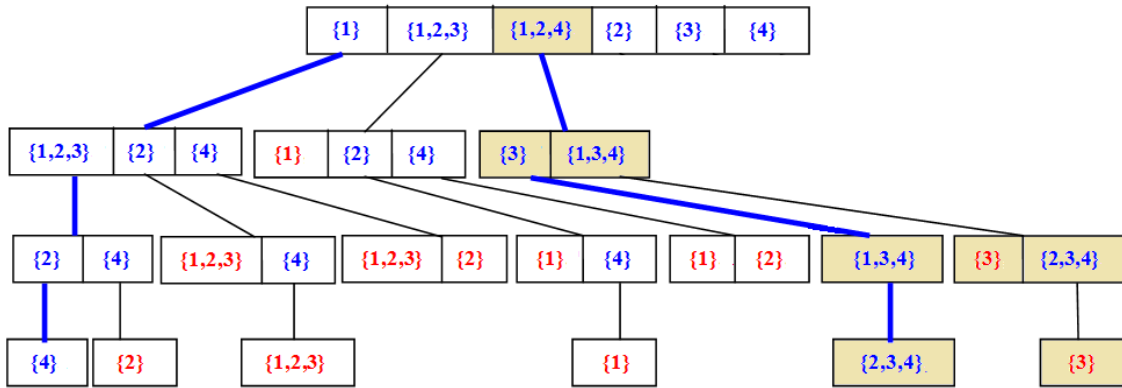 {1} {1,2,3} {1,2,4} {2} {3} {4}
{1,2,3} {2} {4} {1} {2} {4} {3} {1,3,4}
{2} {4} {1,2,3} {4} {1,2,3} {2} {1} {4} {1} {2} {1,3,4} {3} {2,3,4}
{4} {2} {1,2,3} {1} {2,3,4} {3}